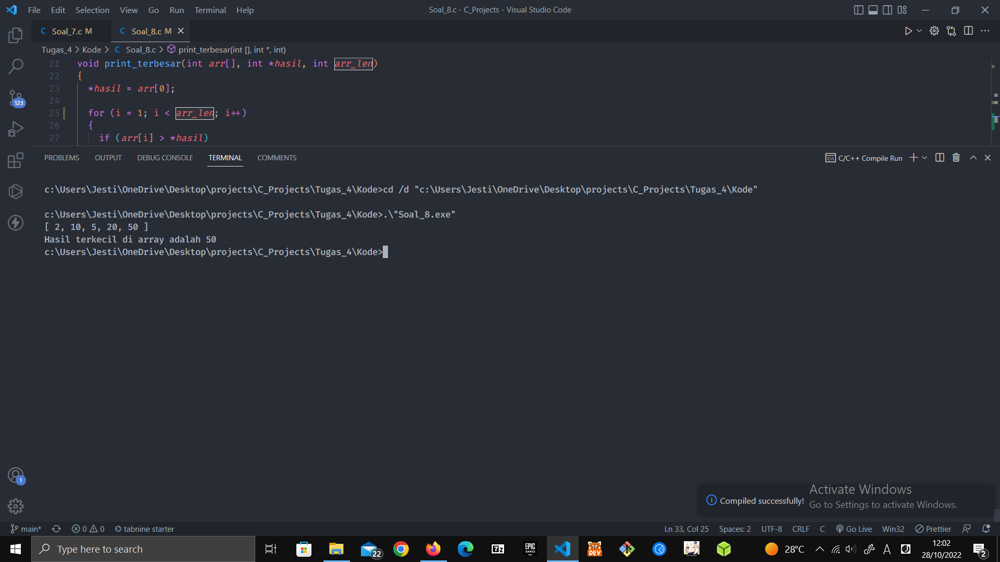 File Edit Selection View Go Run Terminal Help
Soal_8.c - C_Projects - Visual Studio Code
C Soal_7.c M
C Soal_8.c M
Tugas_4 > Kode > C Soal_8.c > print_terbesar(int [], int *, int)
21 void print_terbesar(int arr[], int *hasil, int arr_len)
22 {
23 *hasil = arr[0];
24
25 for (i = 1; i < arr_len; i++)
26 {
27 if (arr[i] > *hasil)
123
PROBLEMS OUTPUT DEBUG CONSOLE TERMINAL COMMENTS
C/C++ Compile Run
c:\Users\Jesti\OneDrive\Desktop\projects\C_Projects\Tugas_4\Kode>cd /d "c:\Users\Jesti\OneDrive\Desktop\projects\C_Projects\Tugas_4\Kode"
c:\Users\Jesti\OneDrive\Desktop\projects\C_Projects\Tugas_4\Kode>.\"Soal_8.exe"
[ 2, 10, 5, 20, 50 ]
Hasil terkecil di array adalah 50
c:\Users\Jesti\OneDrive\Desktop\projects\C_Projects\Tugas_4\Kode>
1
Compiled successfully!
Activate Windows
Go to Settings to activate Windows.
main* 0 0 tabnine starter
Ln 33, Col 25 Spaces: 2 UTF-8 CRLF C Go Live Win32 Prettier
Type here to search
22
7z
EPIC GAMES
DEV
28°C
A
12:02
28/10/2022
2